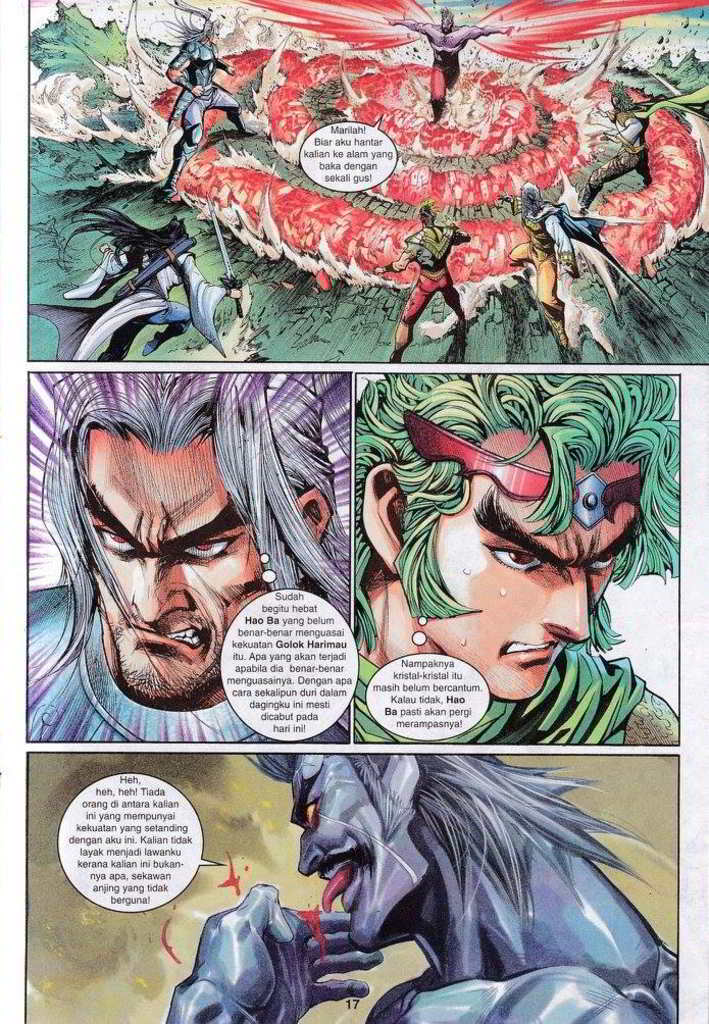 Marilah!
Biar aku hantar
kalian ke alam yang
baka dengan
sekali gus!
Sudah
begitu hebat
Hao Ba yang belum
benar-benar menguasai
kekuatan Golok Harimau
itu. Apa yang akan terjadi
apabila dia benar-benar
menguasainya. Dengan apa
cara sekalipun duri dalam
dagingku ini mesti
dicabut pada
hari ini!
Nampaknya
kristal-kristal itu
masih belum bercantum.
Kalau tidak, Hao
Ba pasti akan pergi
merampasnya!
Heh,
heh, heh! Tiada
orang di antara kalian
ini yang mempunyai
kekuatan yang setanding
dengan aku ini. Kalian tidak
layak menjadi lawanku
kerana kalian ini bukan-
nya apa, sekawan
anjing yang tidak
berguna!
17